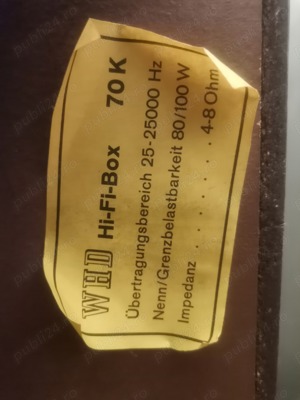 WHD Hi-Fi-Box 70 K
Übertragungsbereich 25-25000 Hz
Nenn/Grenzbelastbarkeit 80/100 W
Impedanz . . . . . . . 4-8 Ohm